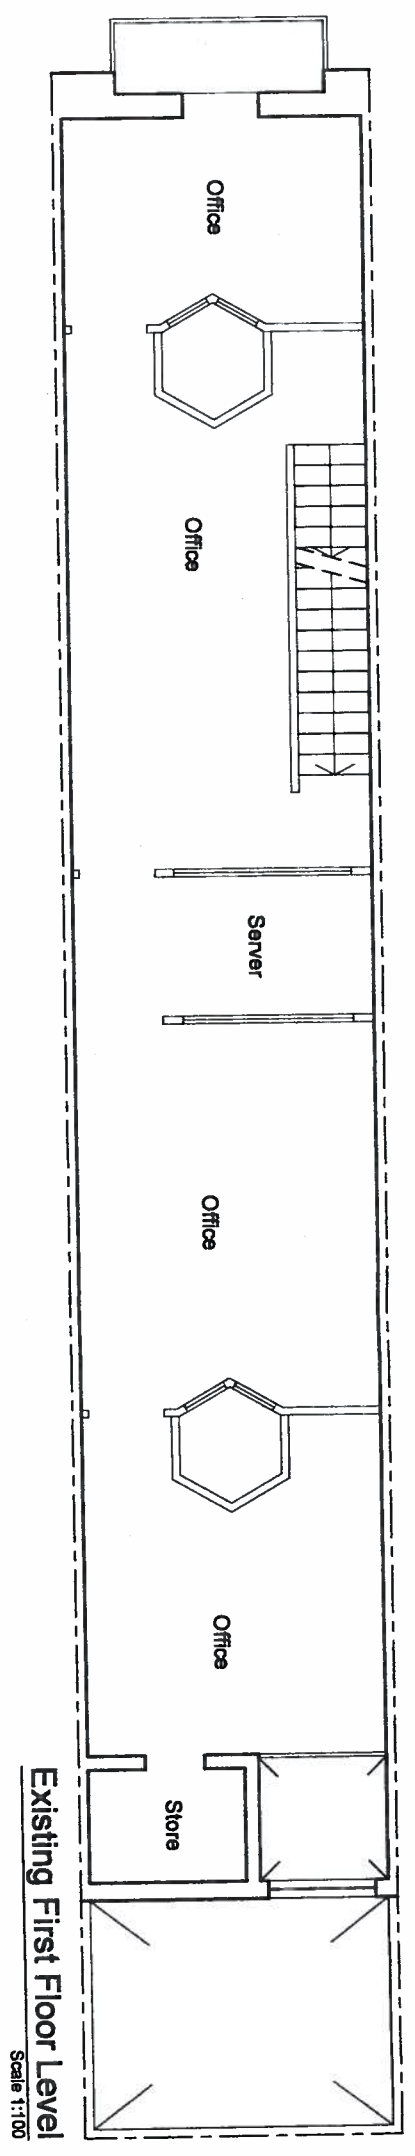 Office
Office
Server
Office
Office
Store
Existing First Floor Level
Scale 1:100